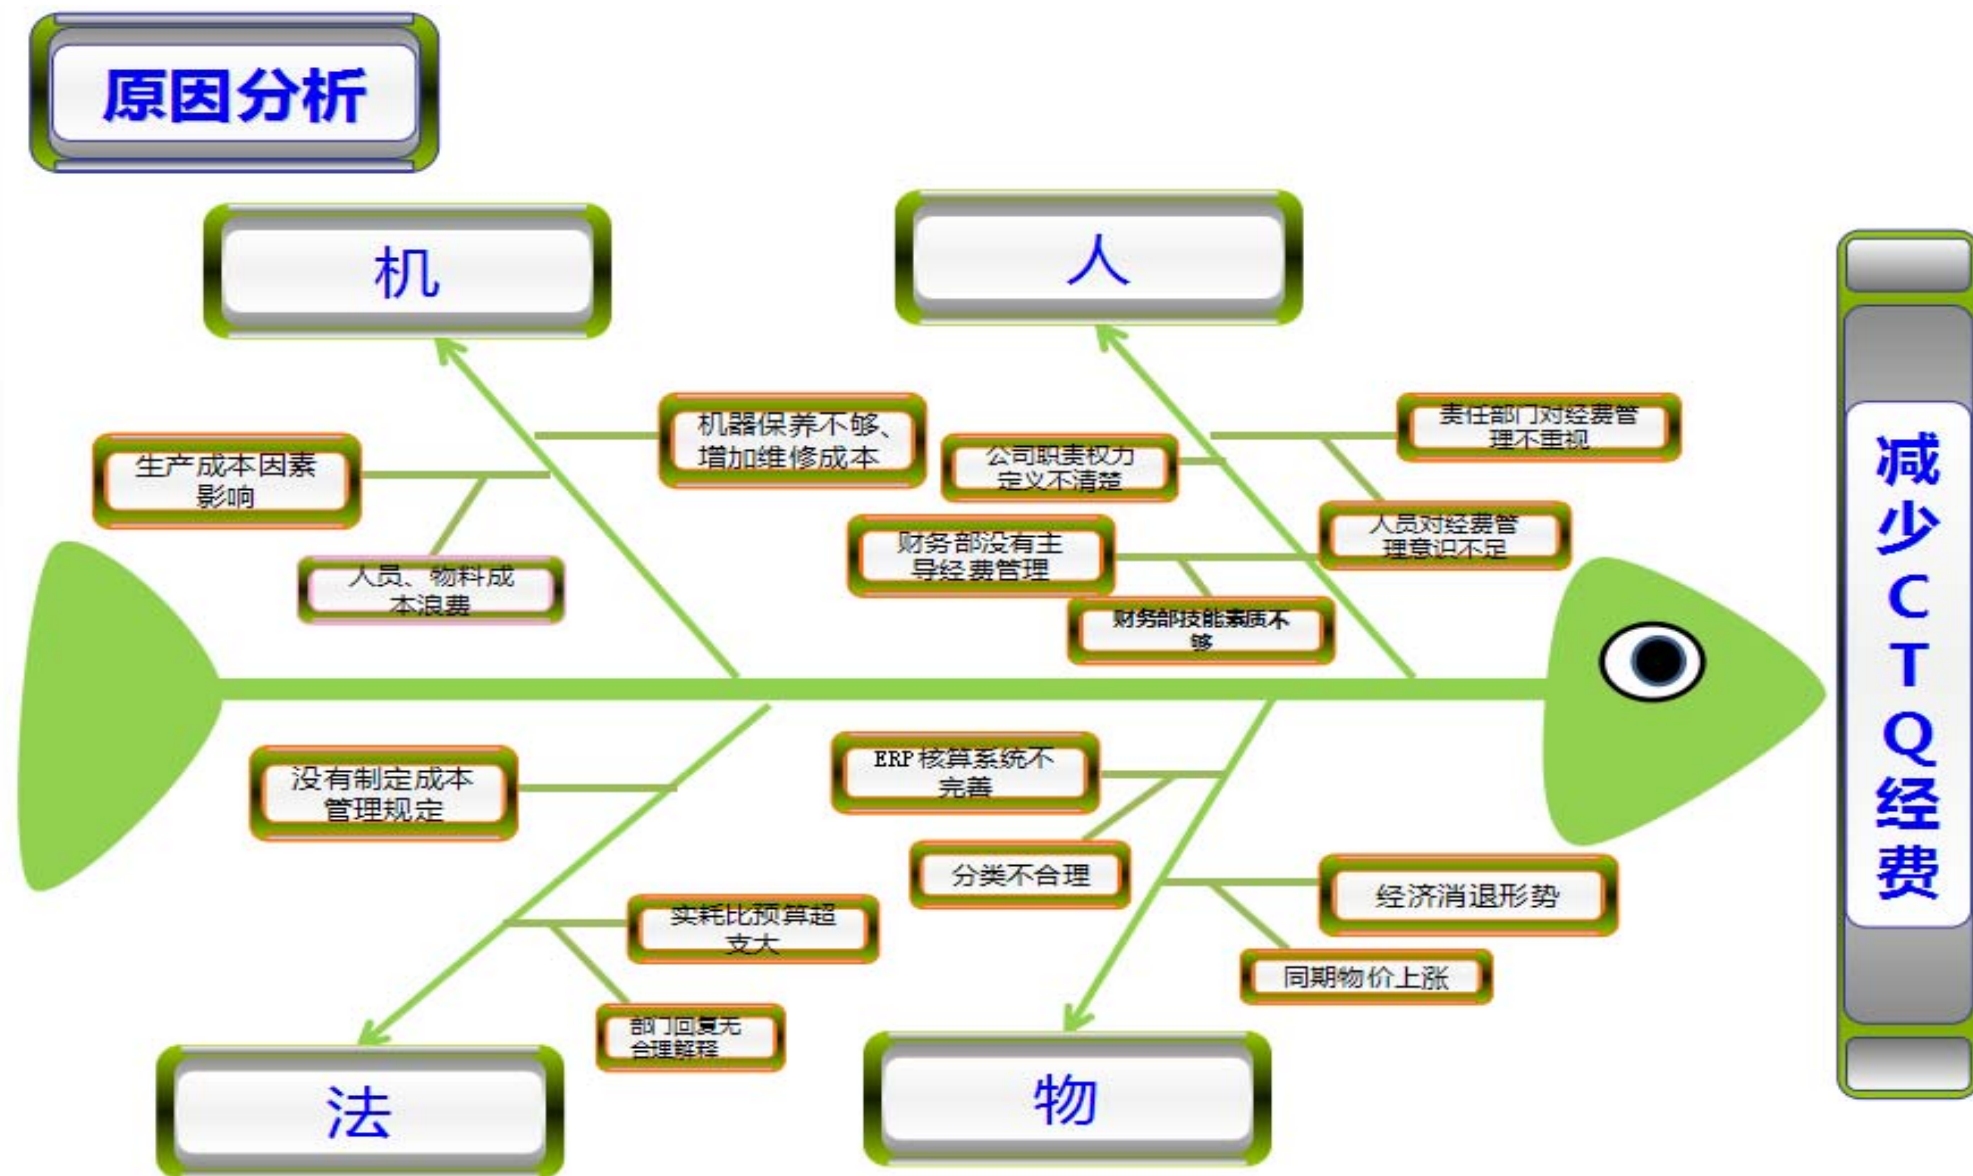 原因分析
机
人
机器保养不够、
增加维修成本
生产成本因素
影响
人员、物料成
本浪费
责任部门对经费管
理不重视
公司职责权力
定义不清楚
人员对经费管
理意识不足
财务部没有主
导经费管理
财务部技能素质不
够
减少CTQ经费
没有制定成本
管理规定
ERP核算系统不
完善
分类不合理
实耗比预算超
支大
经济消退形势
同期物价上涨
部门回复无
合理解释
法
物